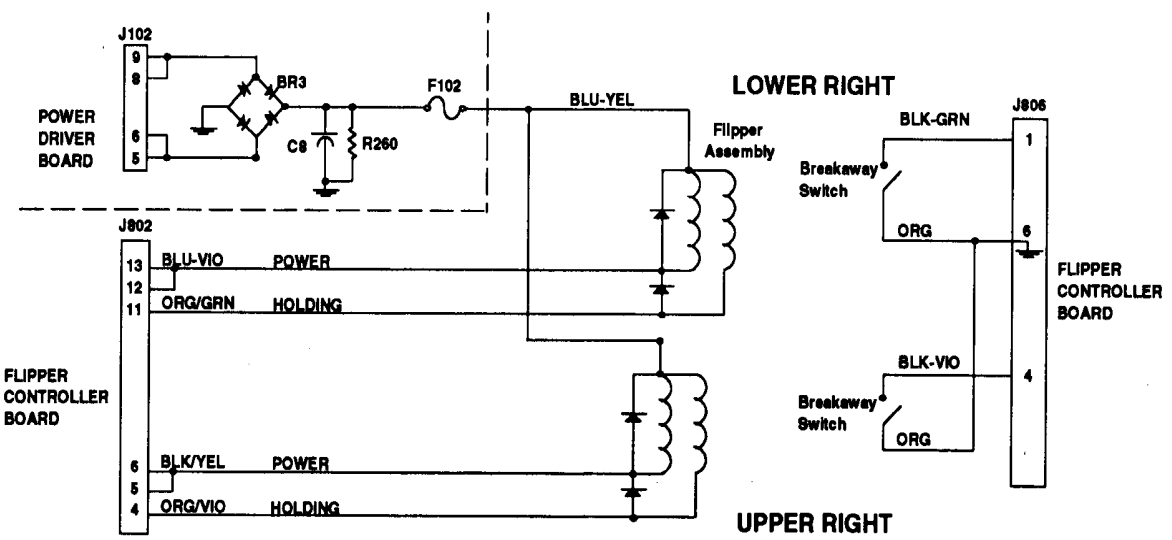 J102
9
8
6
5
POWER
DRIVER
BOARD
BR3
C8
R260
F102
BLU-YEL
LOWER RIGHT
Flipper
Assembly
J806
BLK-GRN
1
Breakaway
Switch
ORG
6
FLIPPER
CONTROLLER
BOARD
BLK-VIO
4
Breakaway
Switch
ORG
J802
13
BLU-VIO
POWER
12
11
ORG/GRN
HOLDING
FLIPPER
CONTROLLER
BOARD
6
BLK/YEL
POWER
5
4
ORG/VIO
HOLDING
UPPER RIGHT